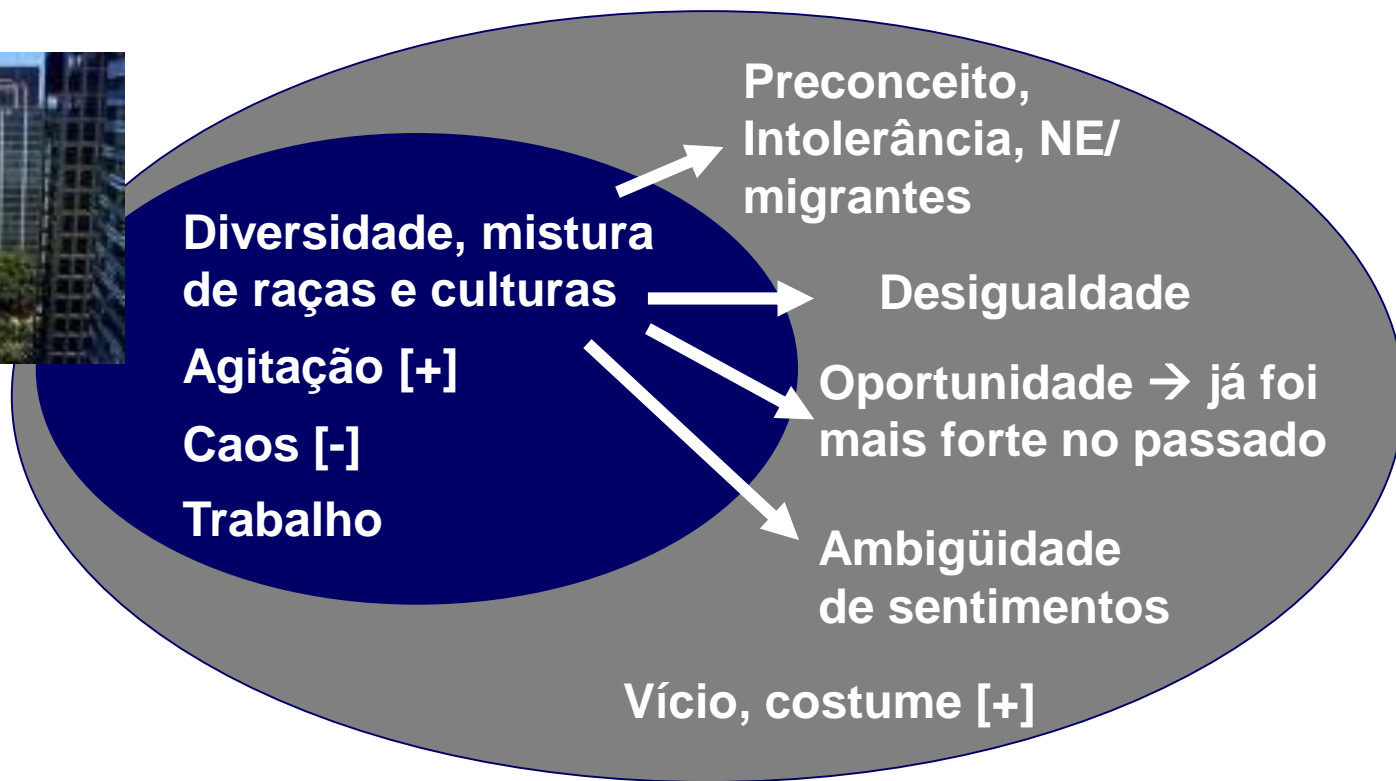 Diversidade, mistura
de raças e culturas
Agitação [+]
Caos [-]
Trabalho
Preconceito,
Intolerância, NE/
migrantes
Desigualdade
Oportunidade → já foi
mais forte no passado
Ambigüidade
de sentimentos
Vício, costume [+]